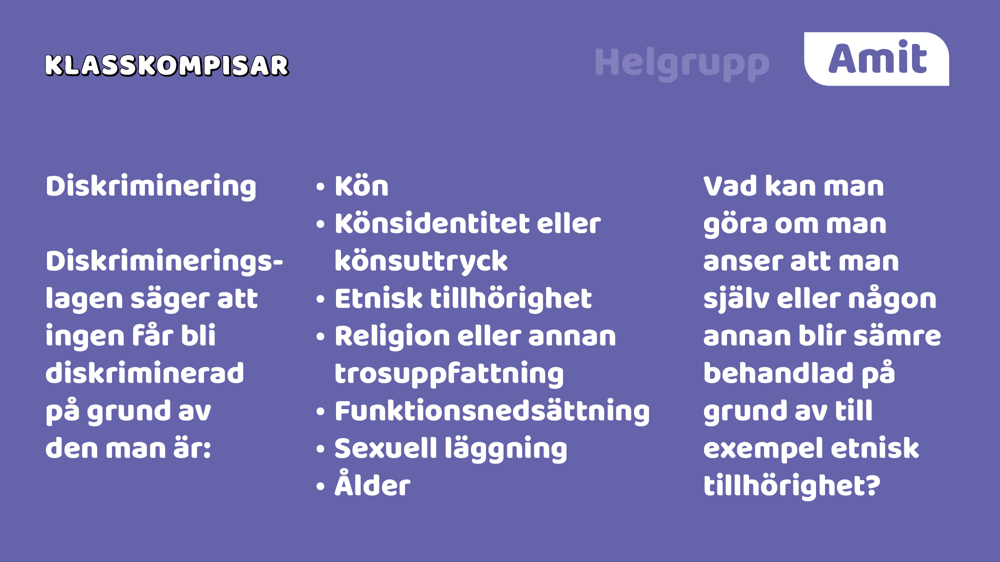 KLASSKOMPISAR
Helgrupp
Amit
Diskriminering
Diskriminerings-
lagen säger att
ingen får bli
diskriminerad
på grund av
den man är:
• Kön
• Könsidentitet eller
könsuttryck
• Etnisk tillhörighet
• Religion eller annan
trosuppfattning
• Funktionsnedsättning
• Sexuell läggning
• Ålder
Vad kan man
göra om man
anser att man
själv eller någon
annan blir sämre
behandlad på
grund av till
exempel etnisk
tillhörighet?